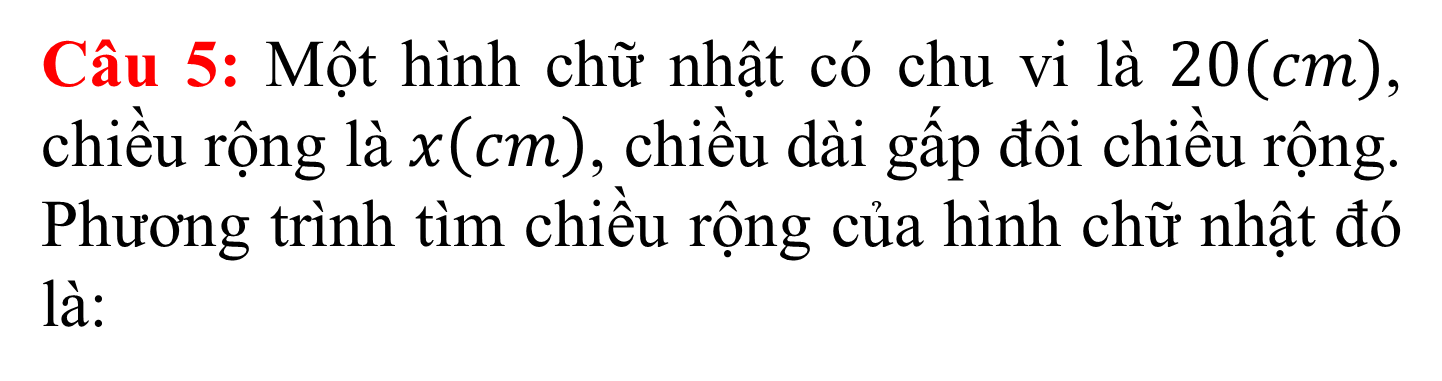 Câu 5: Một hình chữ nhật có chu vi là 20(cm),
chiều rộng là x(cm), chiều dài gấp đôi chiều rộng.
Phương trình tìm chiều rộng của hình chữ nhật đó
là: